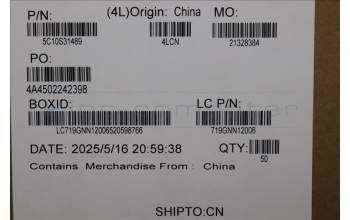 P/N: (4L)Origin: China MO:
5C10S31489 4LCN 21328384
PO:
4A4502242398
BOXID: LC P/N:
LC719GNN12006520598766 719GNN12006
DATE: 2025/5/16 20:59:38 QTY:
50
Contains Merchandise From : China
SHIPTO:CN